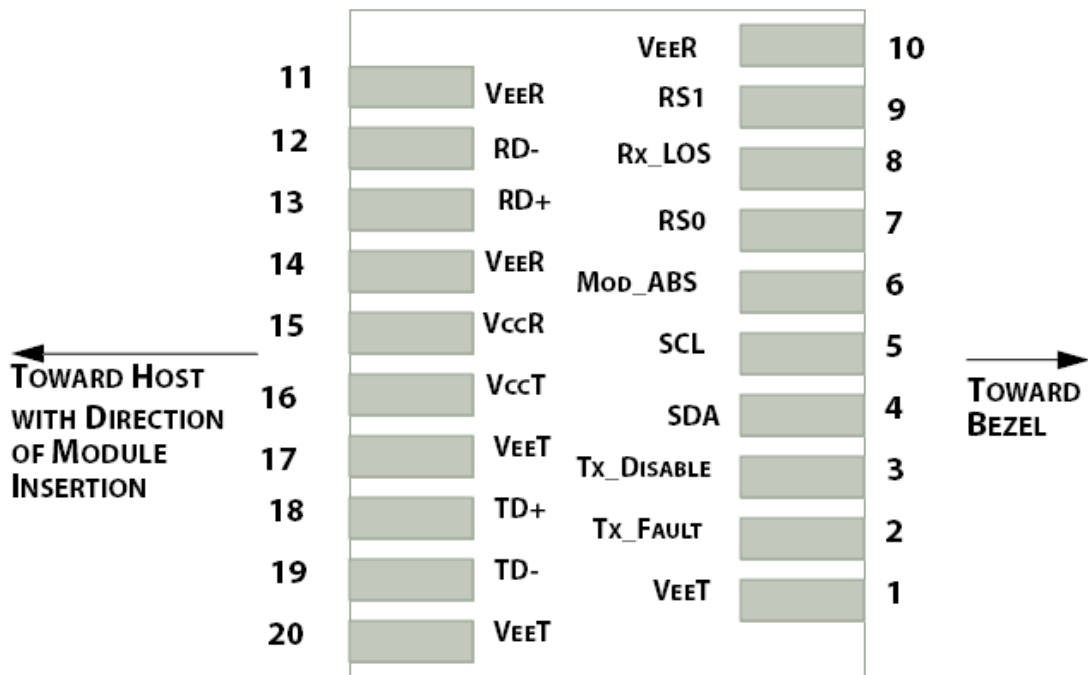 11
VEER
12
RD-
13
RD+
14
VEER
15
VCCR
16
VCCT
17
VEET
18
TD+
19
TD-
20
VEET
VEER
10
RS1
9
RX_LOS
8
RS0
7
MOD_ABS
6
SCL
5
SDA
4
TX_DISABLE
3
TX_FAULT
2
VEET
1
TOWARD HOST
WITH DIRECTION
OF MODULE
INSERTION
TOWARD
BEZEL